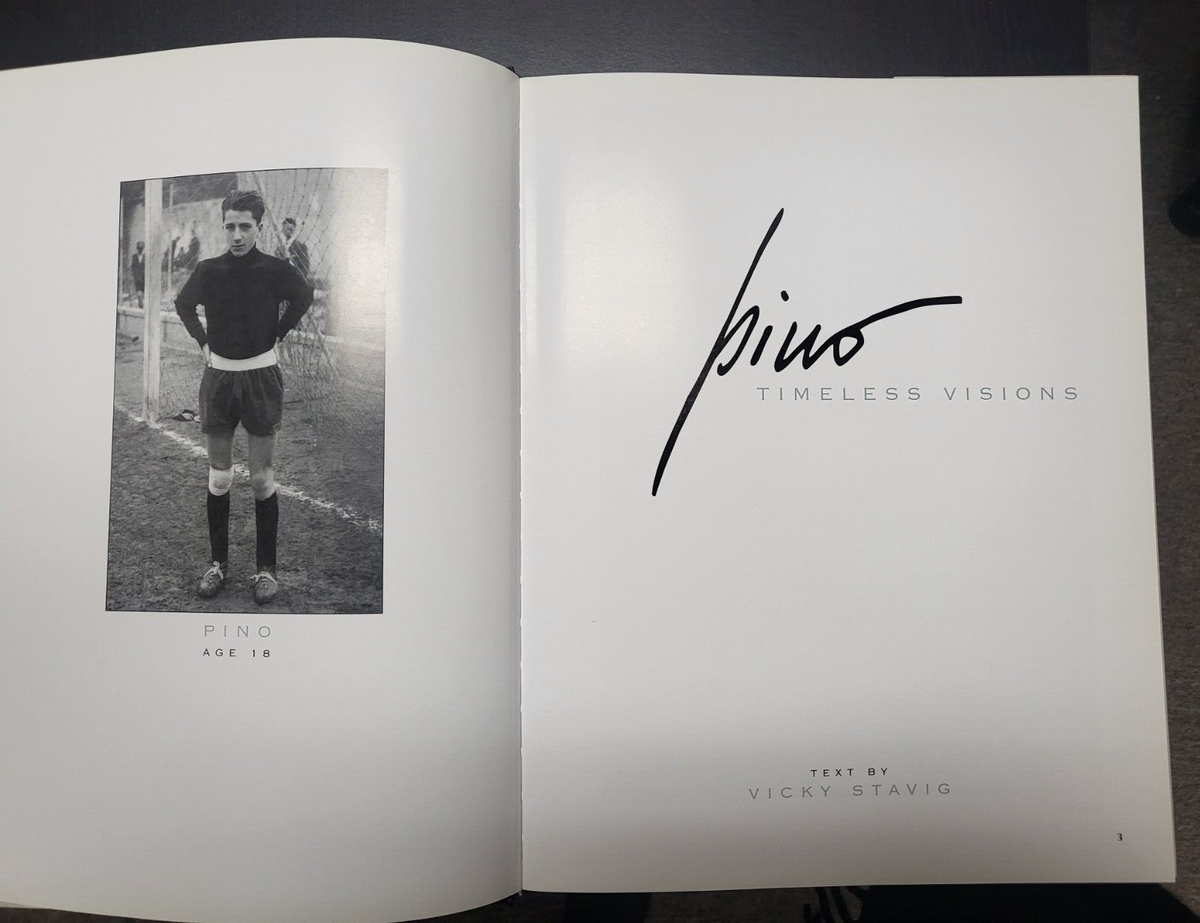 PINO
AGE 18
pino
TIMELESS VISIONS
TEXT BY
VICKY STAVIG
3